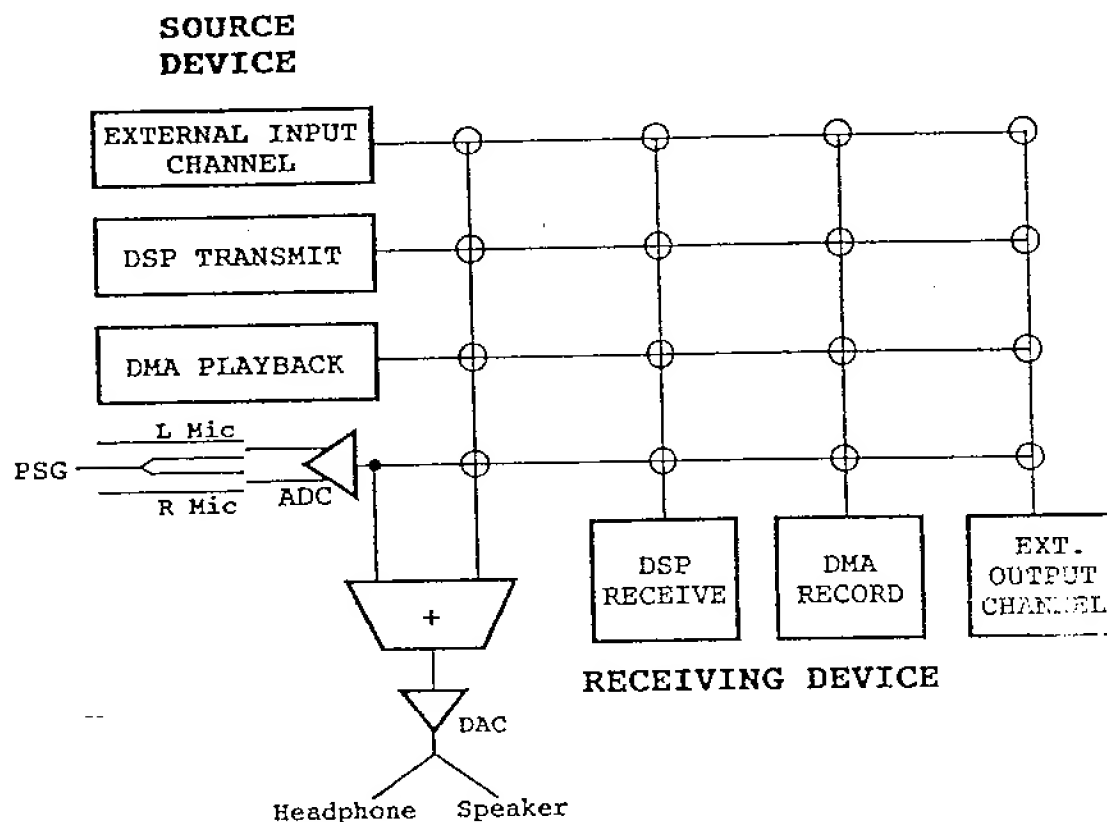 SOURCE
DEVICE
EXTERNAL INPUT
CHANNEL
DSP TRANSMIT
DMA PLAYBACK
L Mic
PSG
ADC
R Mic
+
DSP
RECEIVE
DMA
RECORD
EXT.
OUTPUT
CHANNEL
RECEIVING DEVICE
DAC
Headphone
Speaker